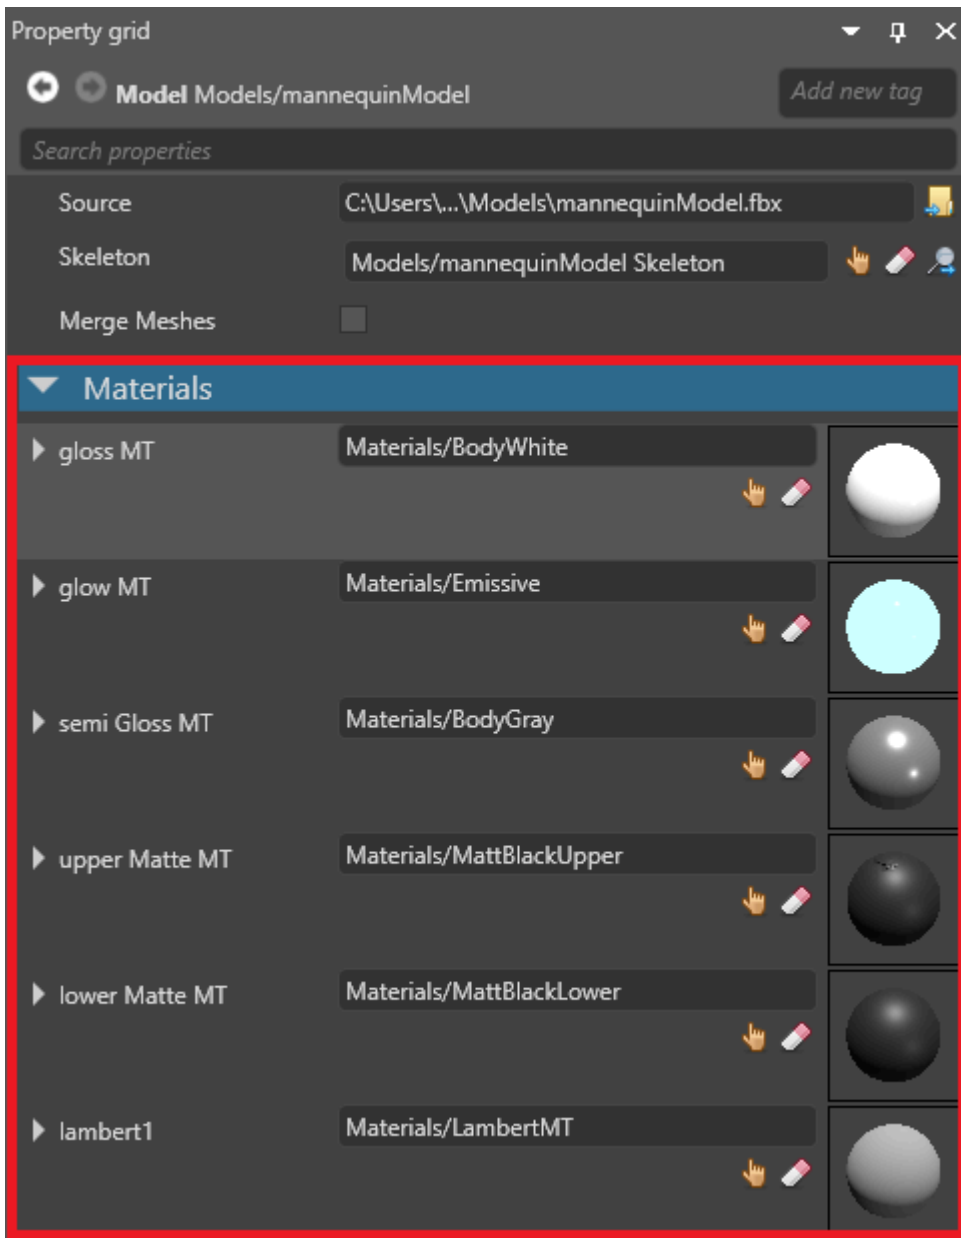 Property grid
Model Models/mannequinModel Add new tag
Search properties
Source C:\Users\...\Models\mannequinModel.fbx
Skeleton Models/mannequinModel Skeleton
Merge Meshes
Materials
gloss MT Materials/BodyWhite
glow MT Materials/Emissive
semi Gloss MT Materials/BodyGray
upper Matte MT Materials/MattBlackUpper
lower Matte MT Materials/MattBlackLower
lambert1 Materials/LambertMT